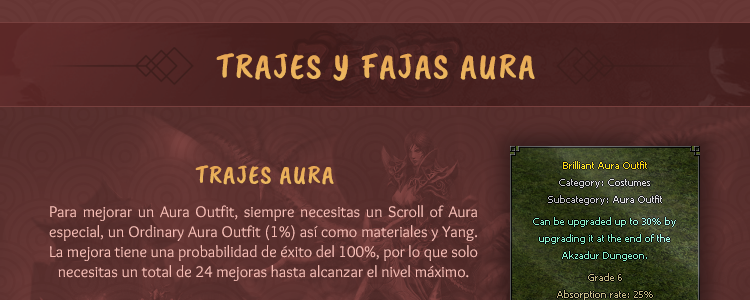 TRAJES Y FAJAS AURA
TRAJES AURA
Para mejorar un Aura Outfit, siempre necesitas un Scroll of Aura
especial, un Ordinary Aura Outfit (1%) así como materiales y Yang.
La mejora tiene una probabilidad de éxito del 100%, por lo que solo
necesitas un total de 24 mejoras hasta alcanzar el nivel máximo.
Brilliant Aura Outfit
Category: Costumes
Subcategory: Aura Outfit
Can be upgraded up to 30% by
upgrading it at the end of the
Akzadur Dungeon.
Grade 6
Absorption rate: 25%